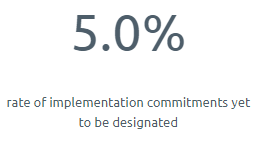 5.0%
rate of implementation commitments yet
to be designated